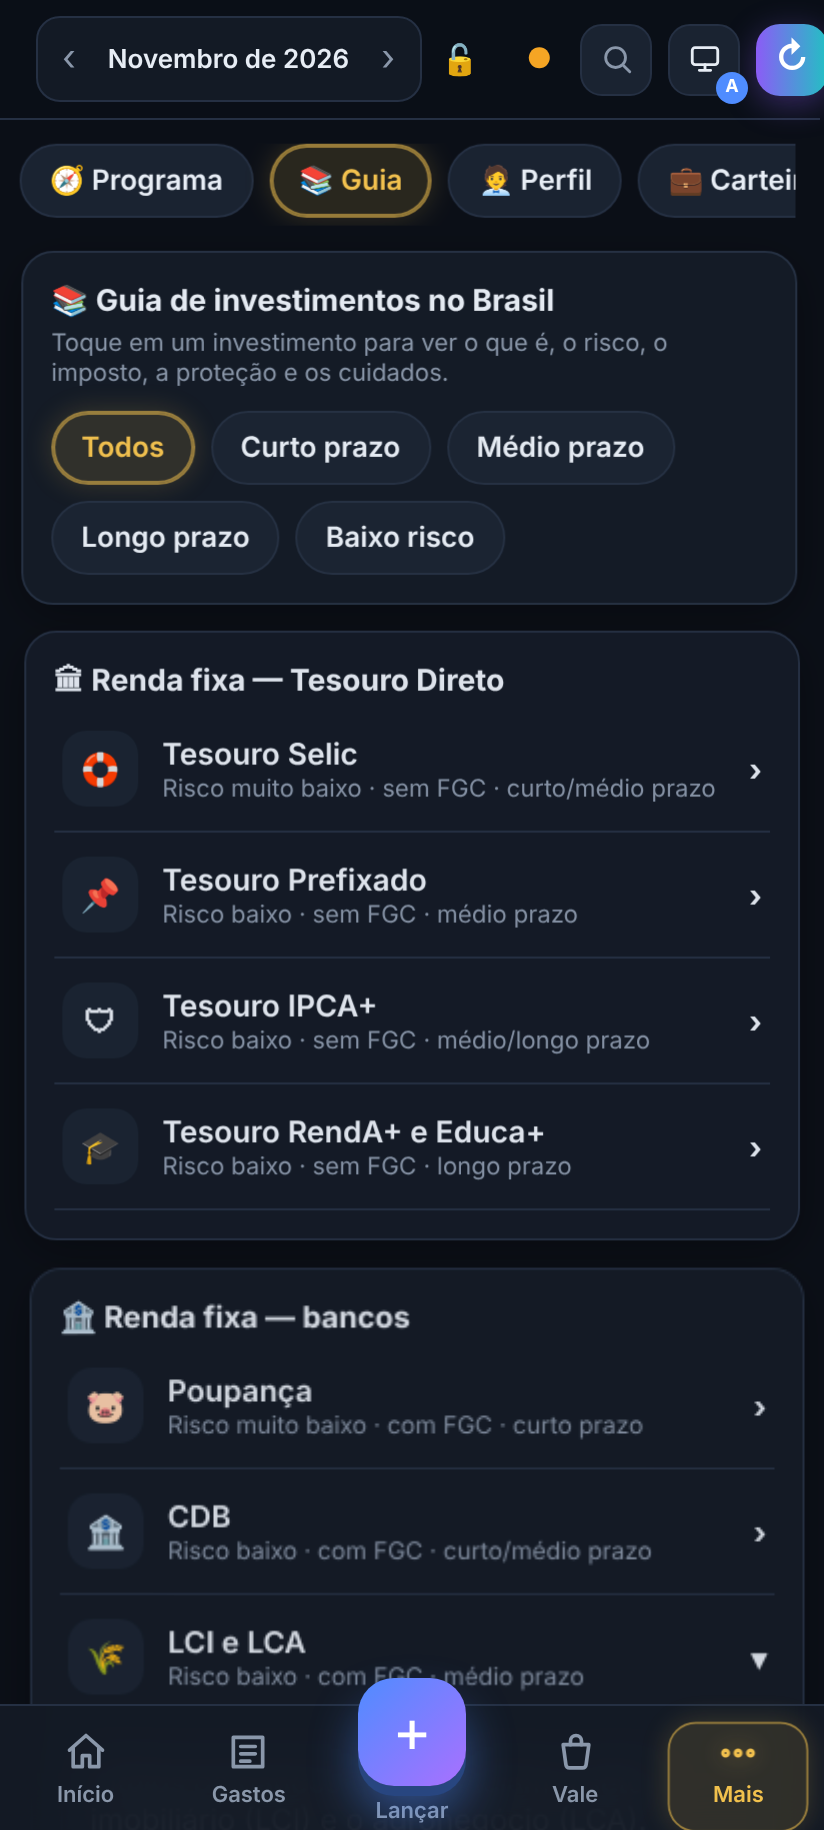 Novembro de 2026
A
Programa
Guia
Perfil
Carteir
Guia de investimentos no Brasil
Toque em um investimento para ver o que é, o risco, o
imposto, a proteção e os cuidados.
Todos
Curto prazo
Médio prazo
Longo prazo
Baixo risco
Renda fixa — Tesouro Direto
Tesouro Selic
Risco muito baixo · sem FGC · curto/médio prazo
Tesouro Prefixado
Risco baixo · sem FGC · médio prazo
Tesouro IPCA+
Risco baixo · sem FGC · médio/longo prazo
Tesouro RendA+ e Educa+
Risco baixo · sem FGC · longo prazo
Renda fixa — bancos
Poupança
Risco muito baixo · com FGC · curto prazo
CDB
Risco baixo · com FGC · curto/médio prazo
LCI e LCA
Risco baixo · com FGC · médio prazo
Início
Gastos
Lançar
Vale
Mais